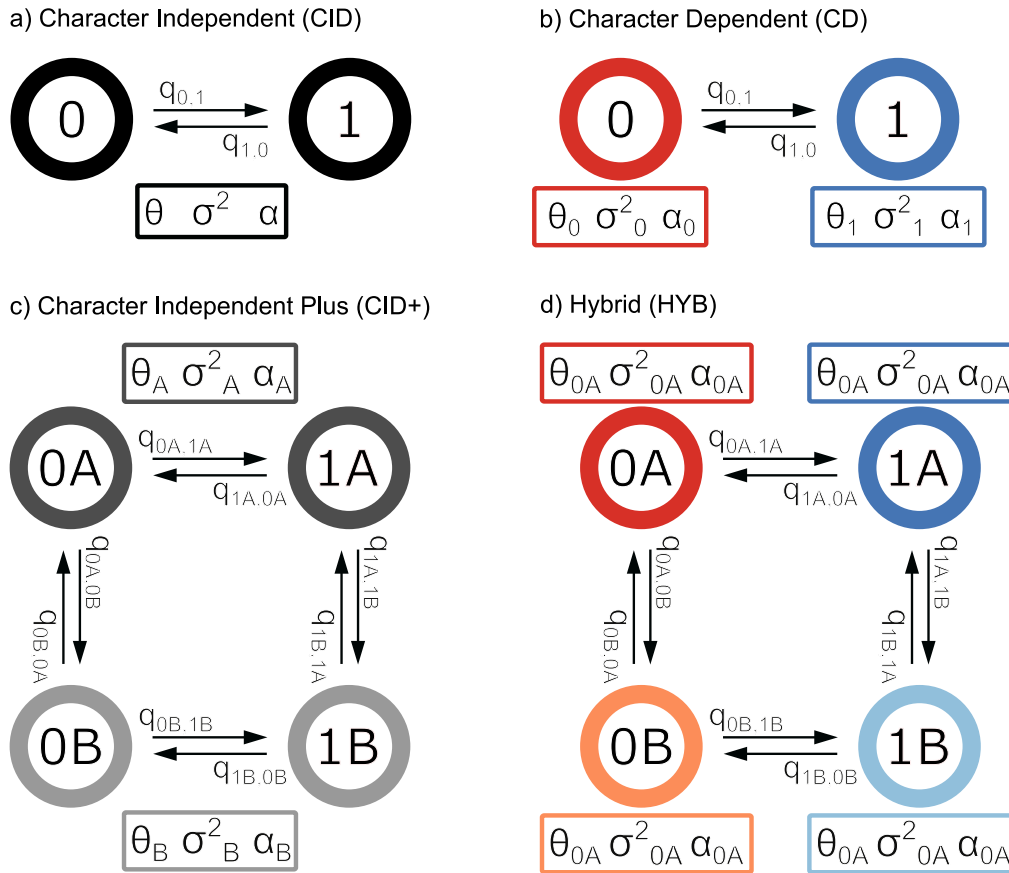 a) Character Independent (CID)
0
q0.1
q1.0
1
θ σ² α
b) Character Dependent (CD)
0
q0.1
q1.0
1
θ0 σ²0 α0
θ1 σ²1 α1
c) Character Independent Plus (CID+)
θA σ²A αA
0A
q0A.1A
q1A.0A
1A
q0A.0B
q0B.0A
q1A.1B
q1B.1A
0B
q0B.1B
q1B.0B
1B
θB σ²B αB
d) Hybrid (HYB)
θ0A σ²0A α0A
θ0A σ²0A α0A
0A
q0A.1A
q1A.0A
1A
q0A.0B
q0B.0A
q1A.1B
q1B.1A
0B
q0B.1B
q1B.0B
1B
θ0A σ²0A α0A
θ0A σ²0A α0A